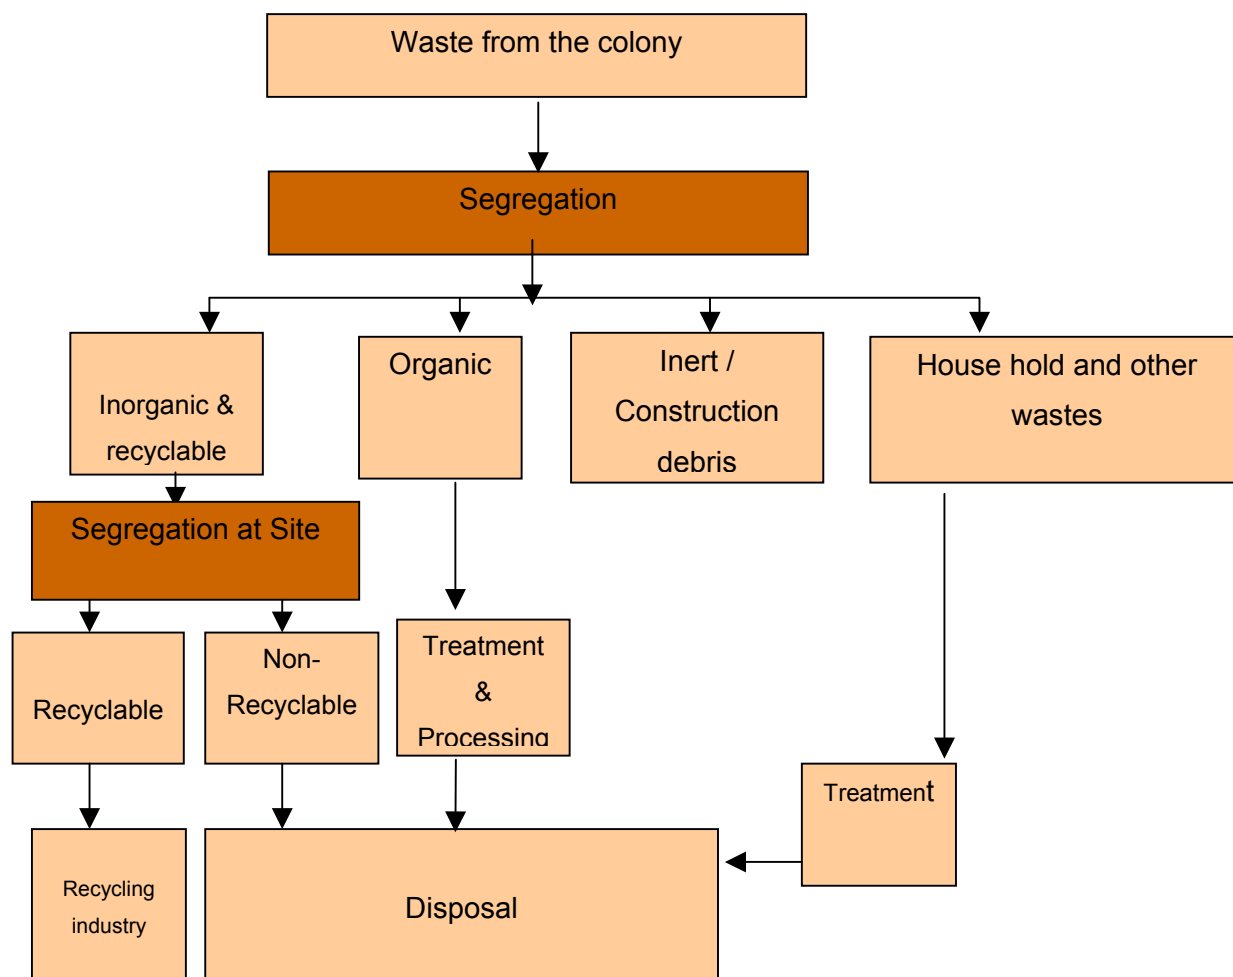 Waste from the colony
Segregation
Inorganic &
recyclable
Organic
Inert /
Construction
debris
House hold and other
wastes
Segregation at Site
Recyclable
Non-
Recyclable
Treatment
&
Processing
Treatment
Recycling
industry
Disposal